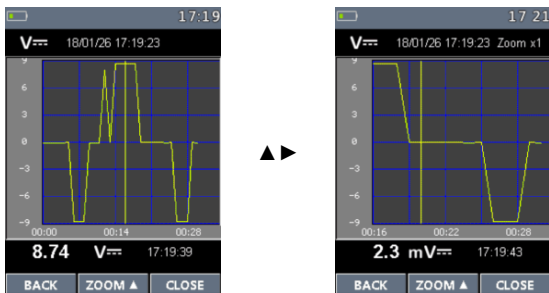 17:19
V⎓ 18/01/26 17:19:23
9
6
3
0
-3
-6
-9
00:00 00:14 00:28
8.74 V⎓ 17:19:39
BACK ZOOM ▲ CLOSE
▲►
17 21
V⎓ 18/01/26 17:19:23 Zoom x1
9
6
3
0
-3
-6
-9
00:16 00:22 00:28
2.3 mV⎓ 17:19:43
BACK ZOOM ▲ CLOSE